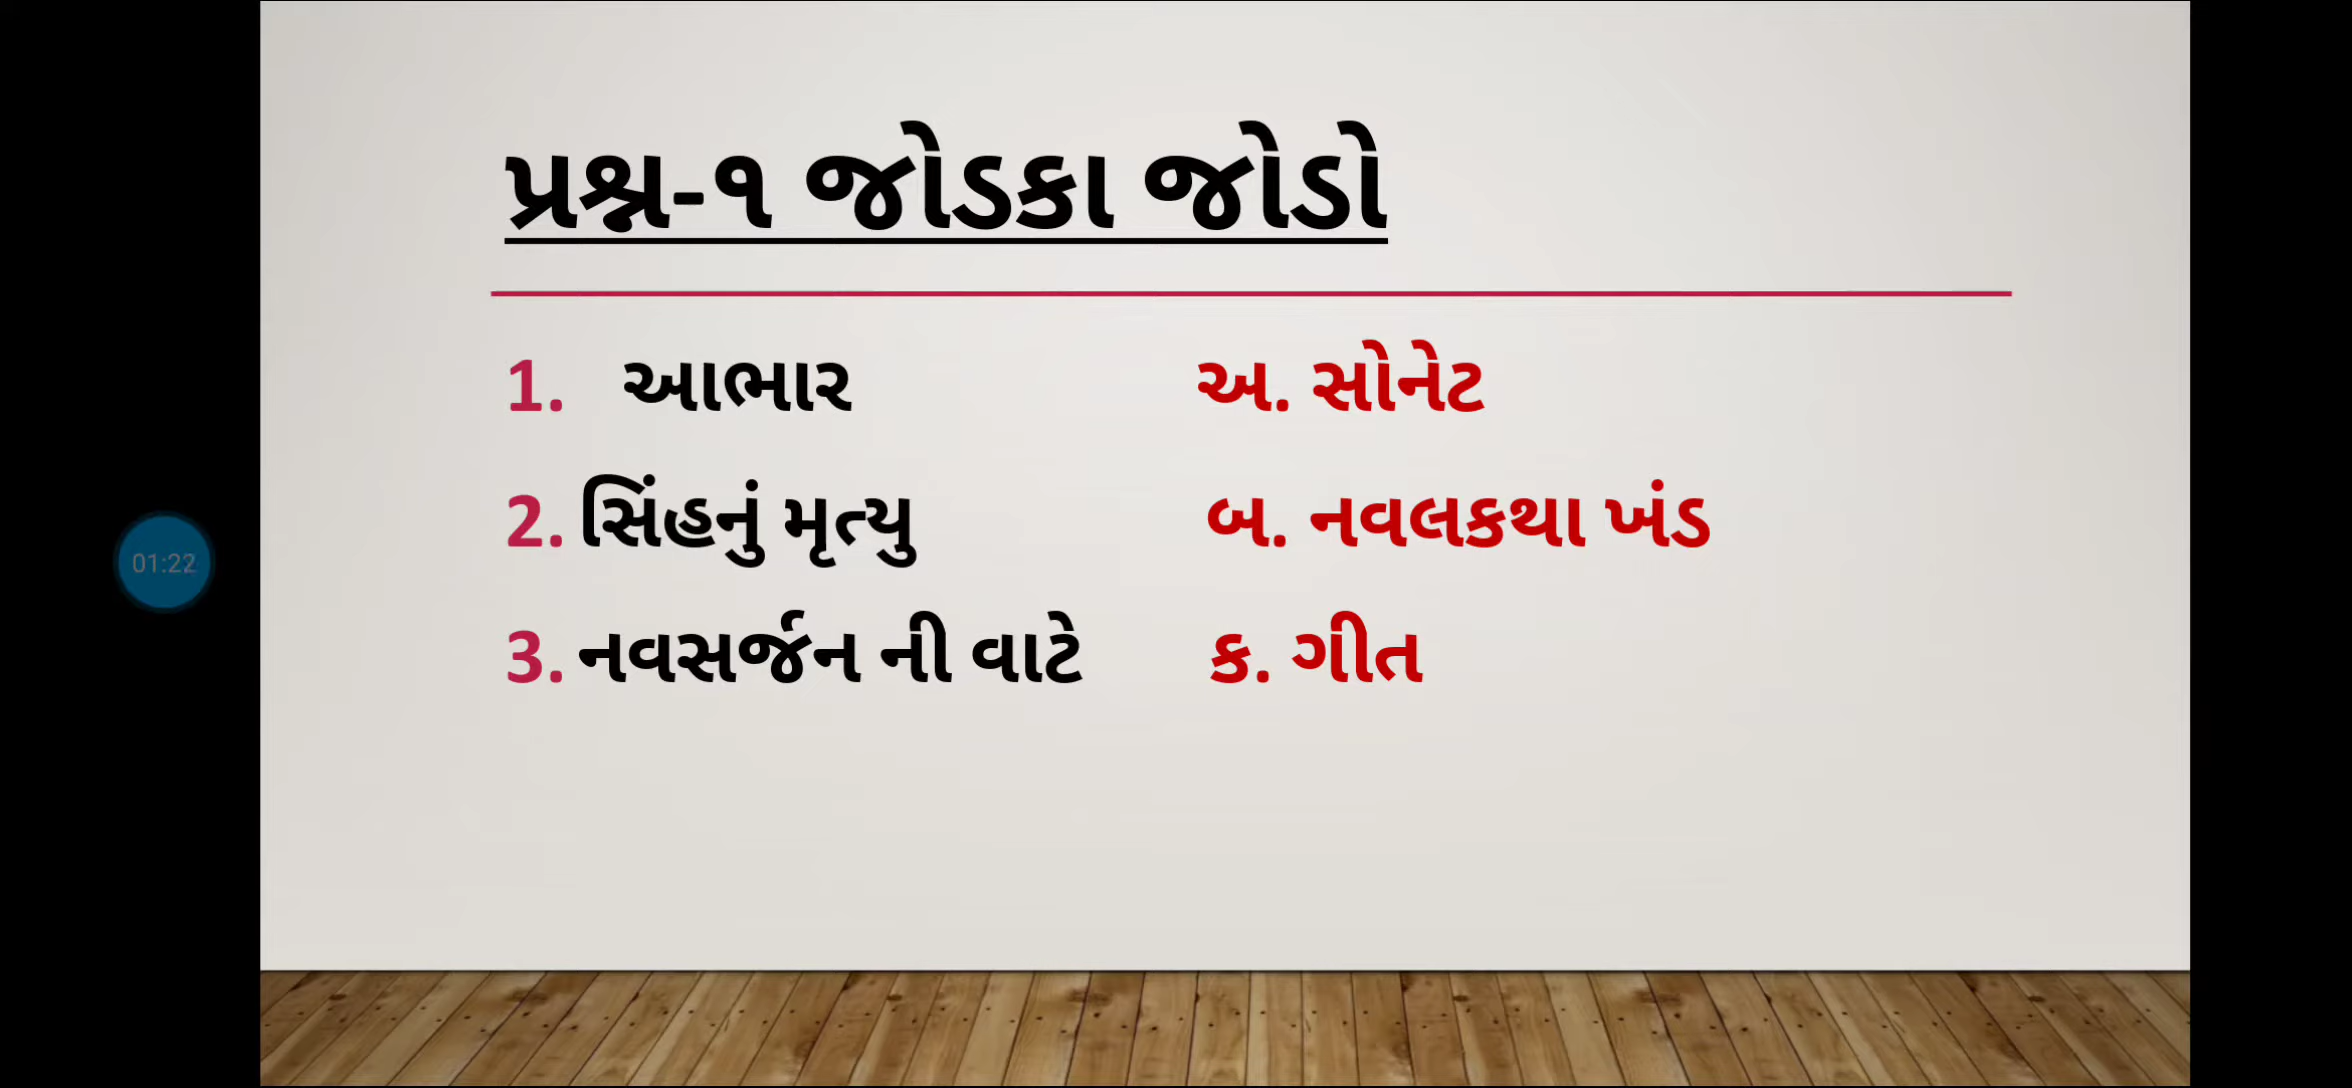 પ્રશ્ન-૧ જોડકા જોડો
1. આભાર અ. સોનેટ
2. સિંહનું મૃત્યુ બ. નવલકથા ખંડ
3. નવસર્જન ની વાટે ક. ગીત
01:22